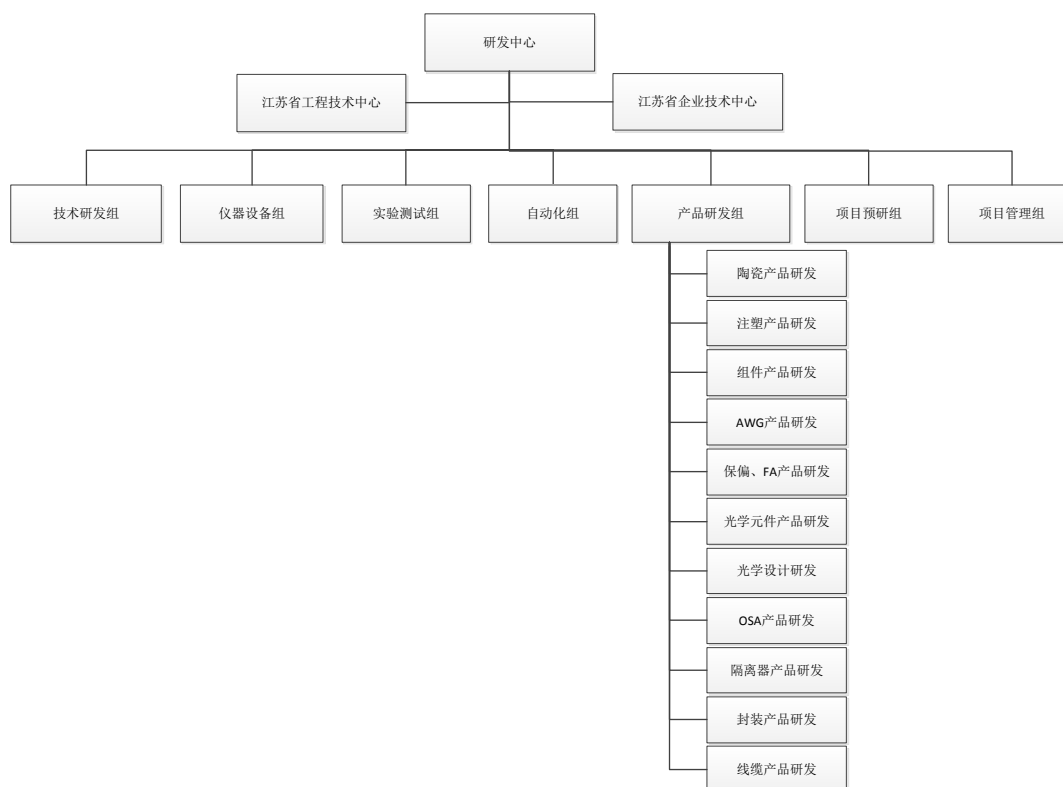 研发中心
江苏省工程技术中心
江苏省企业技术中心
技术研发组
仪器设备组
实验测试组
自动化组
产品研发组
项目预研组
项目管理组
陶瓷产品研发
注塑产品研发
组件产品研发
AWG产品研发
保偏、FA产品研发
光学元件产品研发
光学设计研发
OSA产品研发
隔离器产品研发
封装产品研发
线缆产品研发